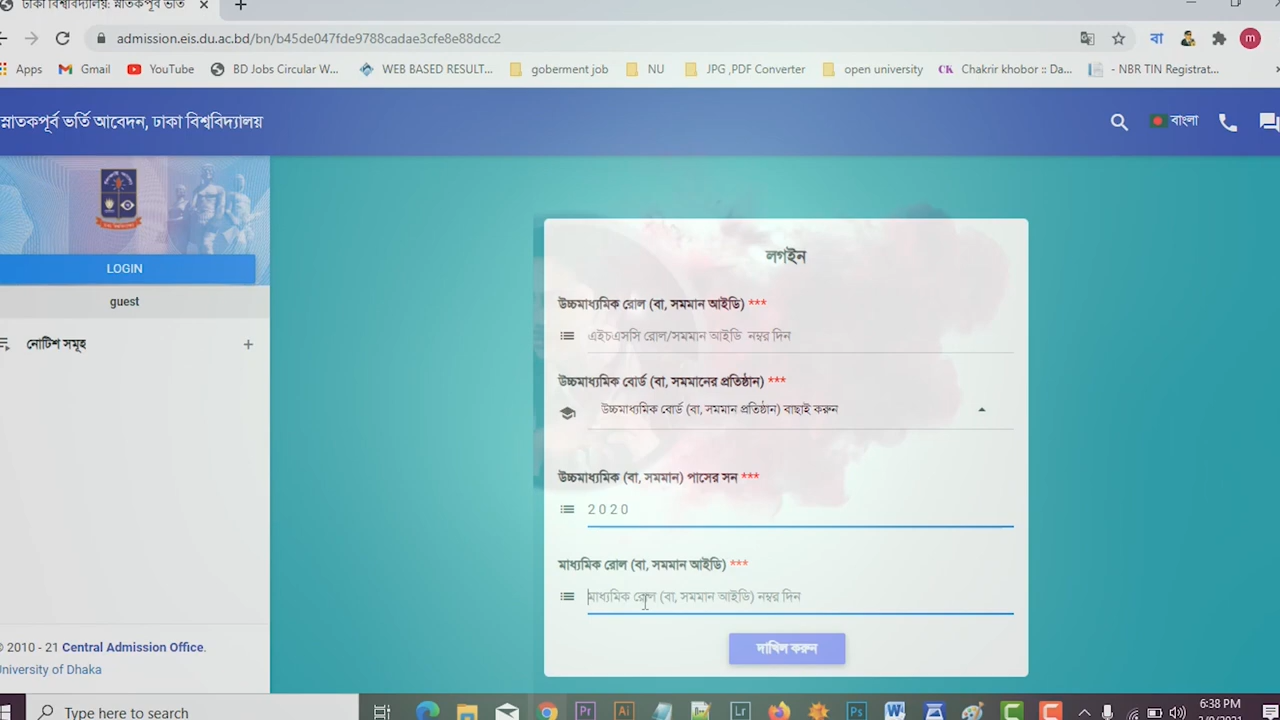 ঢাকা বিশ্ববিদ্যালয়: স্নাতকপূর্ব ভর্তি
admission.eis.du.ac.bd/bn/b45de047fde9788cadae3cfe8e88dcc2
বা
m
Apps
Gmail
YouTube
BD Jobs Circular W...
WEB BASED RESULT...
goberment job
NU
JPG ,PDF Converter
open university
CK
Chakrir khobor :: Da...
- NBR TIN Registrat...
স্নাতকপূর্ব ভর্তি আবেদন, ঢাকা বিশ্ববিদ্যালয়
বাংলা
LOGIN
guest
নোটিশ সমূহ
লগইন
উচ্চমাধ্যমিক রোল (বা, সমমান আইডি) ***
এইচএসসি রোল/সমমান আইডি নম্বর দিন
উচ্চমাধ্যমিক বোর্ড (বা, সমমানের প্রতিষ্ঠান) ***
উচ্চমাধ্যমিক বোর্ড (বা, সমমান প্রতিষ্ঠান) বাছাই করুন
উচ্চমাধ্যমিক (বা, সমমান) পাসের সন ***
2020
মাধ্যমিক রোল (বা, সমমান আইডি) ***
মাধ্যমিক রোল (বা, সমমান আইডি) নম্বর দিন
দাখিল করুন
© 2010 - 21 Central Admission Office.
University of Dhaka
Type here to search
Pr
Ai
Lr
Ps
W
6:38 PM